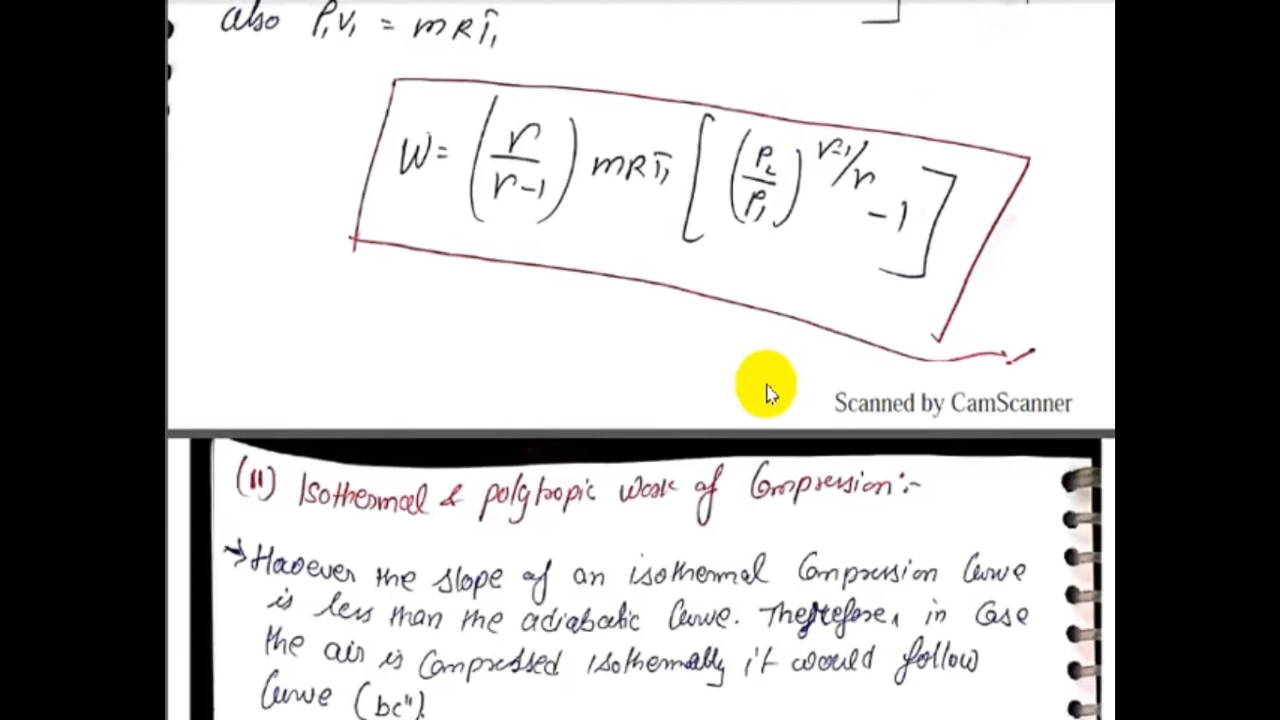 also P₁V₁ = mRT₁
W = (r/r-1) mRT₁ [(P₂/P₁)^r-1/r -1]
Scanned by CamScanner
(11) Isothermal & polytropic work of Compression:-
→ However the slope of an isothermal Compression Curve
is less than the adiabatic Curve. Therefore, in Case
the air is Compressed isothermally it would follow
Curve (bc").